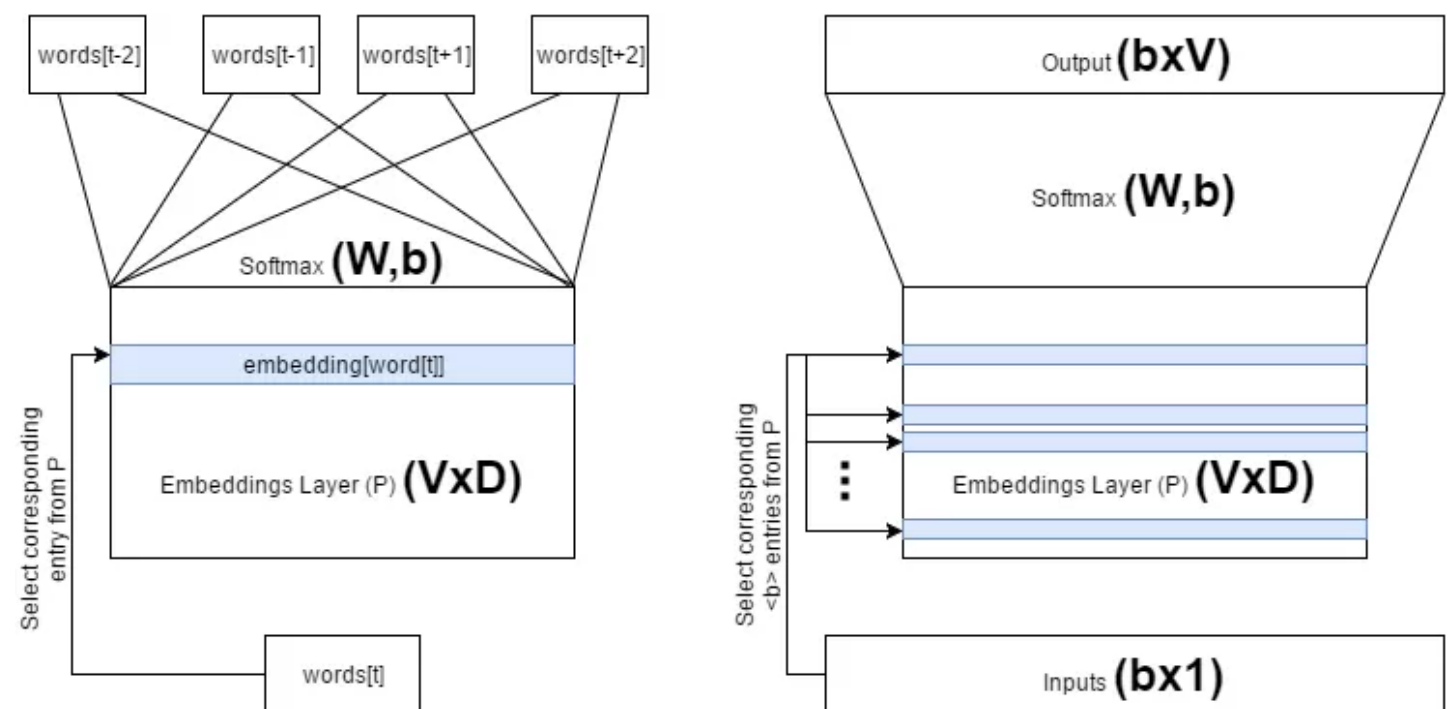 words[t-2] words[t-1] words[t+1] words[t+2]
Softmax (W,b)
embedding[word[t]]
Embeddings Layer (P) (VxD)
Select corresponding
entry from P
words[t]
Output (bxV)
Softmax (W,b)
Embeddings Layer (P) (VxD)
Select corresponding
<b> entries from P
Inputs (bx1)